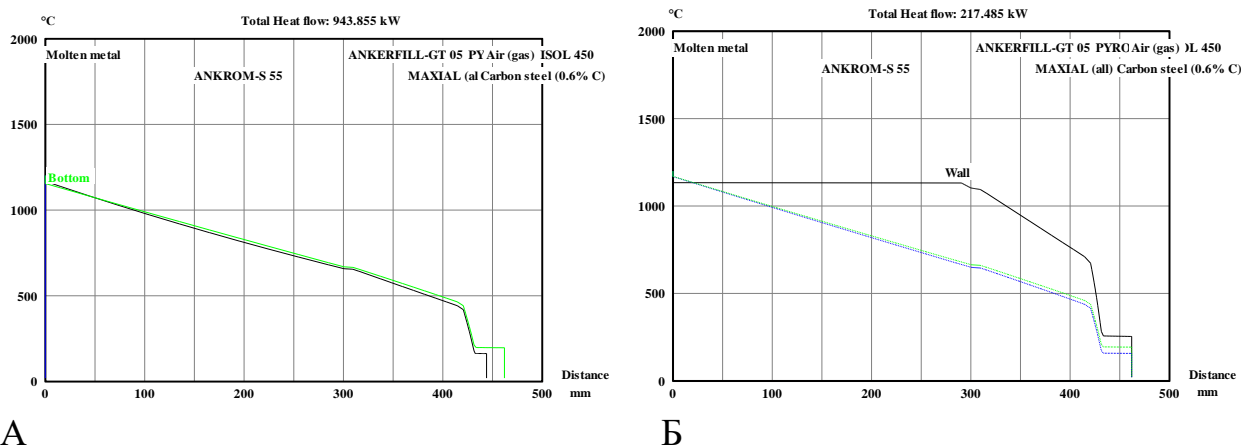 °C
Total Heat flow: 943.855 kW
2000
Molten metal
ANKERFILL-GT 05 PY Air (gas) ISOL 450
ANKROM-S 55
MAXIAL (al Carbon steel (0.6% C)
1500
Bottom
1000
500
0
0 100 200 300 400 500
Distance
mm
А
°C
Total Heat flow: 217.485 kW
2000
Molten metal
ANKERFILL-GT 05 PYRO Air (gas) OL 450
ANKROM-S 55
MAXIAL (all) Carbon steel (0.6% C)
1500
Wall
1000
500
0
0 100 200 300 400 500
Distance
mm
Б